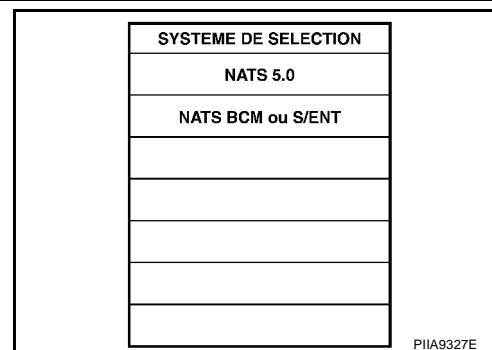 SYSTEME DE SELECTION
NATS 5.0
NATS BCM ou S/ENT
PIIA9327E